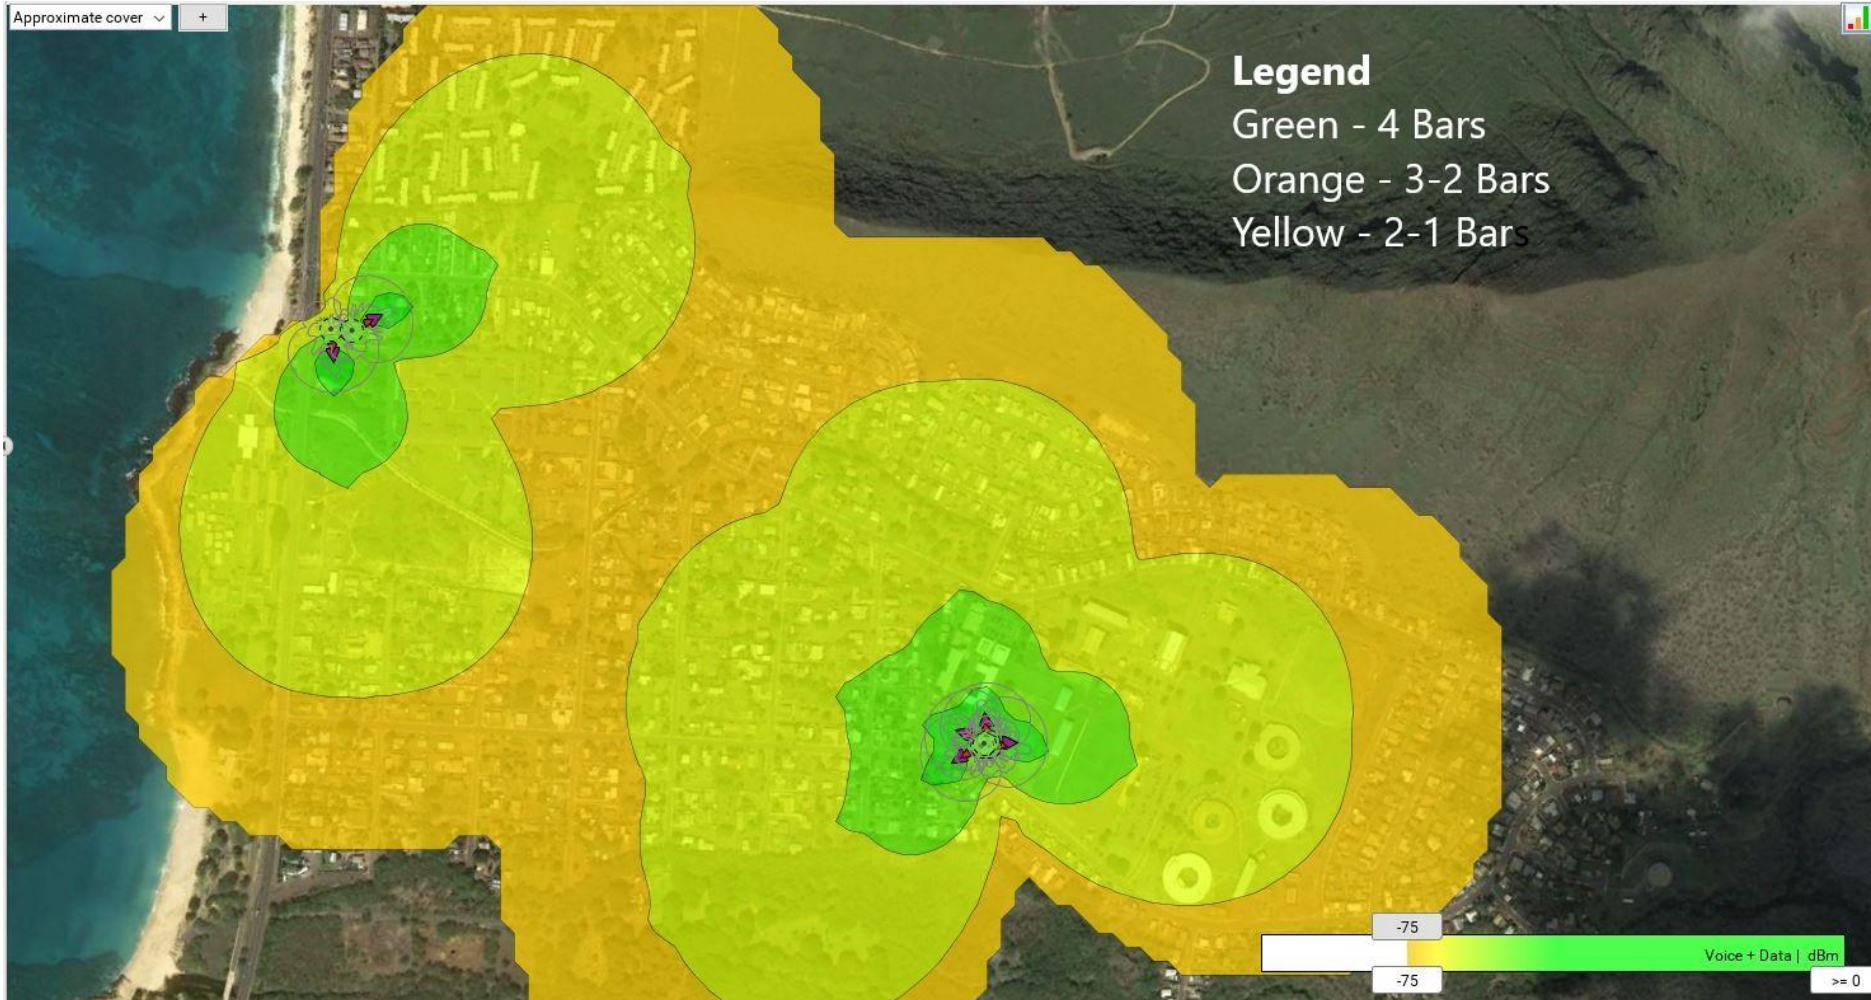 Approximate cover
+
Legend
Green - 4 Bars
Orange - 3-2 Bars
Yellow - 2-1 Bars
-75
Voice + Data | dBm
-75
>= 0